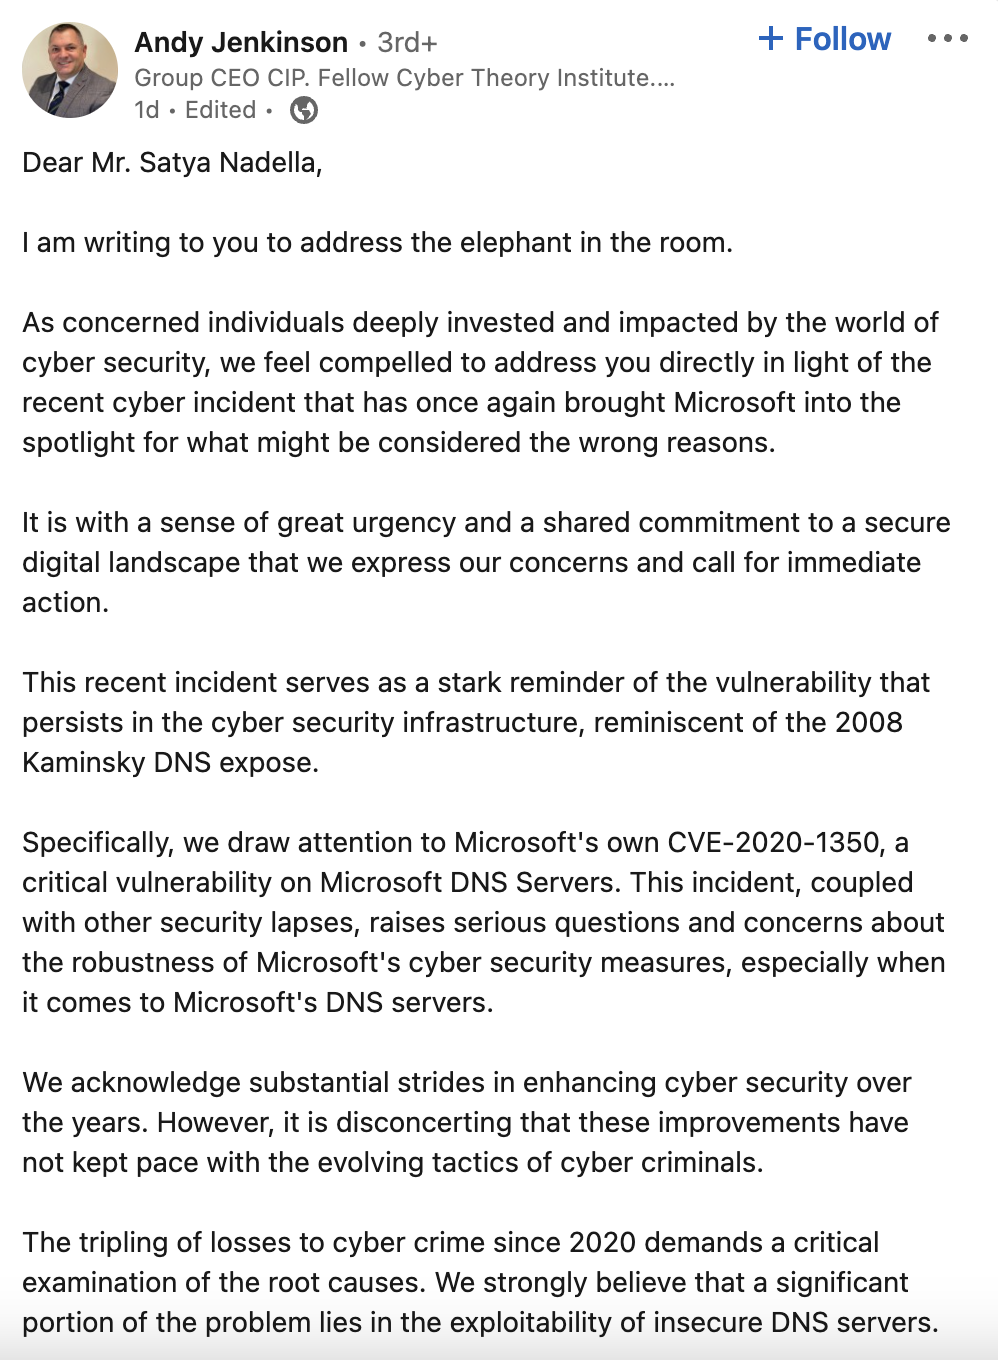 Andy Jenkinson • 3rd+
+ Follow
Group CEO CIP. Fellow Cyber Theory Institute....
1d • Edited •
Dear Mr. Satya Nadella,
I am writing to you to address the elephant in the room.
As concerned individuals deeply invested and impacted by the world of
cyber security, we feel compelled to address you directly in light of the
recent cyber incident that has once again brought Microsoft into the
spotlight for what might be considered the wrong reasons.
It is with a sense of great urgency and a shared commitment to a secure
digital landscape that we express our concerns and call for immediate
action.
This recent incident serves as a stark reminder of the vulnerability that
persists in the cyber security infrastructure, reminiscent of the 2008
Kaminsky DNS expose.
Specifically, we draw attention to Microsoft's own CVE-2020-1350, a
critical vulnerability on Microsoft DNS Servers. This incident, coupled
with other security lapses, raises serious questions and concerns about
the robustness of Microsoft's cyber security measures, especially when
it comes to Microsoft's DNS servers.
We acknowledge substantial strides in enhancing cyber security over
the years. However, it is disconcerting that these improvements have
not kept pace with the evolving tactics of cyber criminals.
The tripling of losses to cyber crime since 2020 demands a critical
examination of the root causes. We strongly believe that a significant
portion of the problem lies in the exploitability of insecure DNS servers.